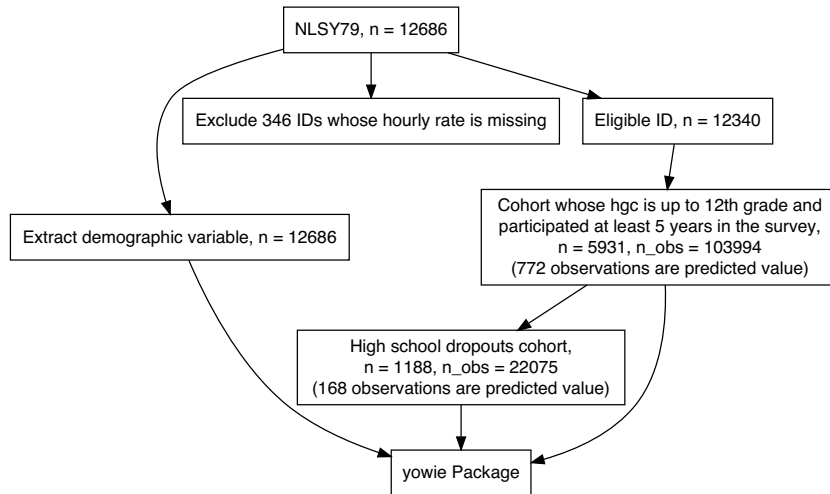 NLSY79, n = 12686
Exclude 346 IDs whose hourly rate is missing
Eligible ID, n = 12340
Extract demographic variable, n = 12686
Cohort whose hgc is up to 12th grade and
participated at least 5 years in the survey,
n = 5931, n_obs = 103994
(772 observations are predicted value)
High school dropouts cohort,
n = 1188, n_obs = 22075
(168 observations are predicted value)
yowie Package